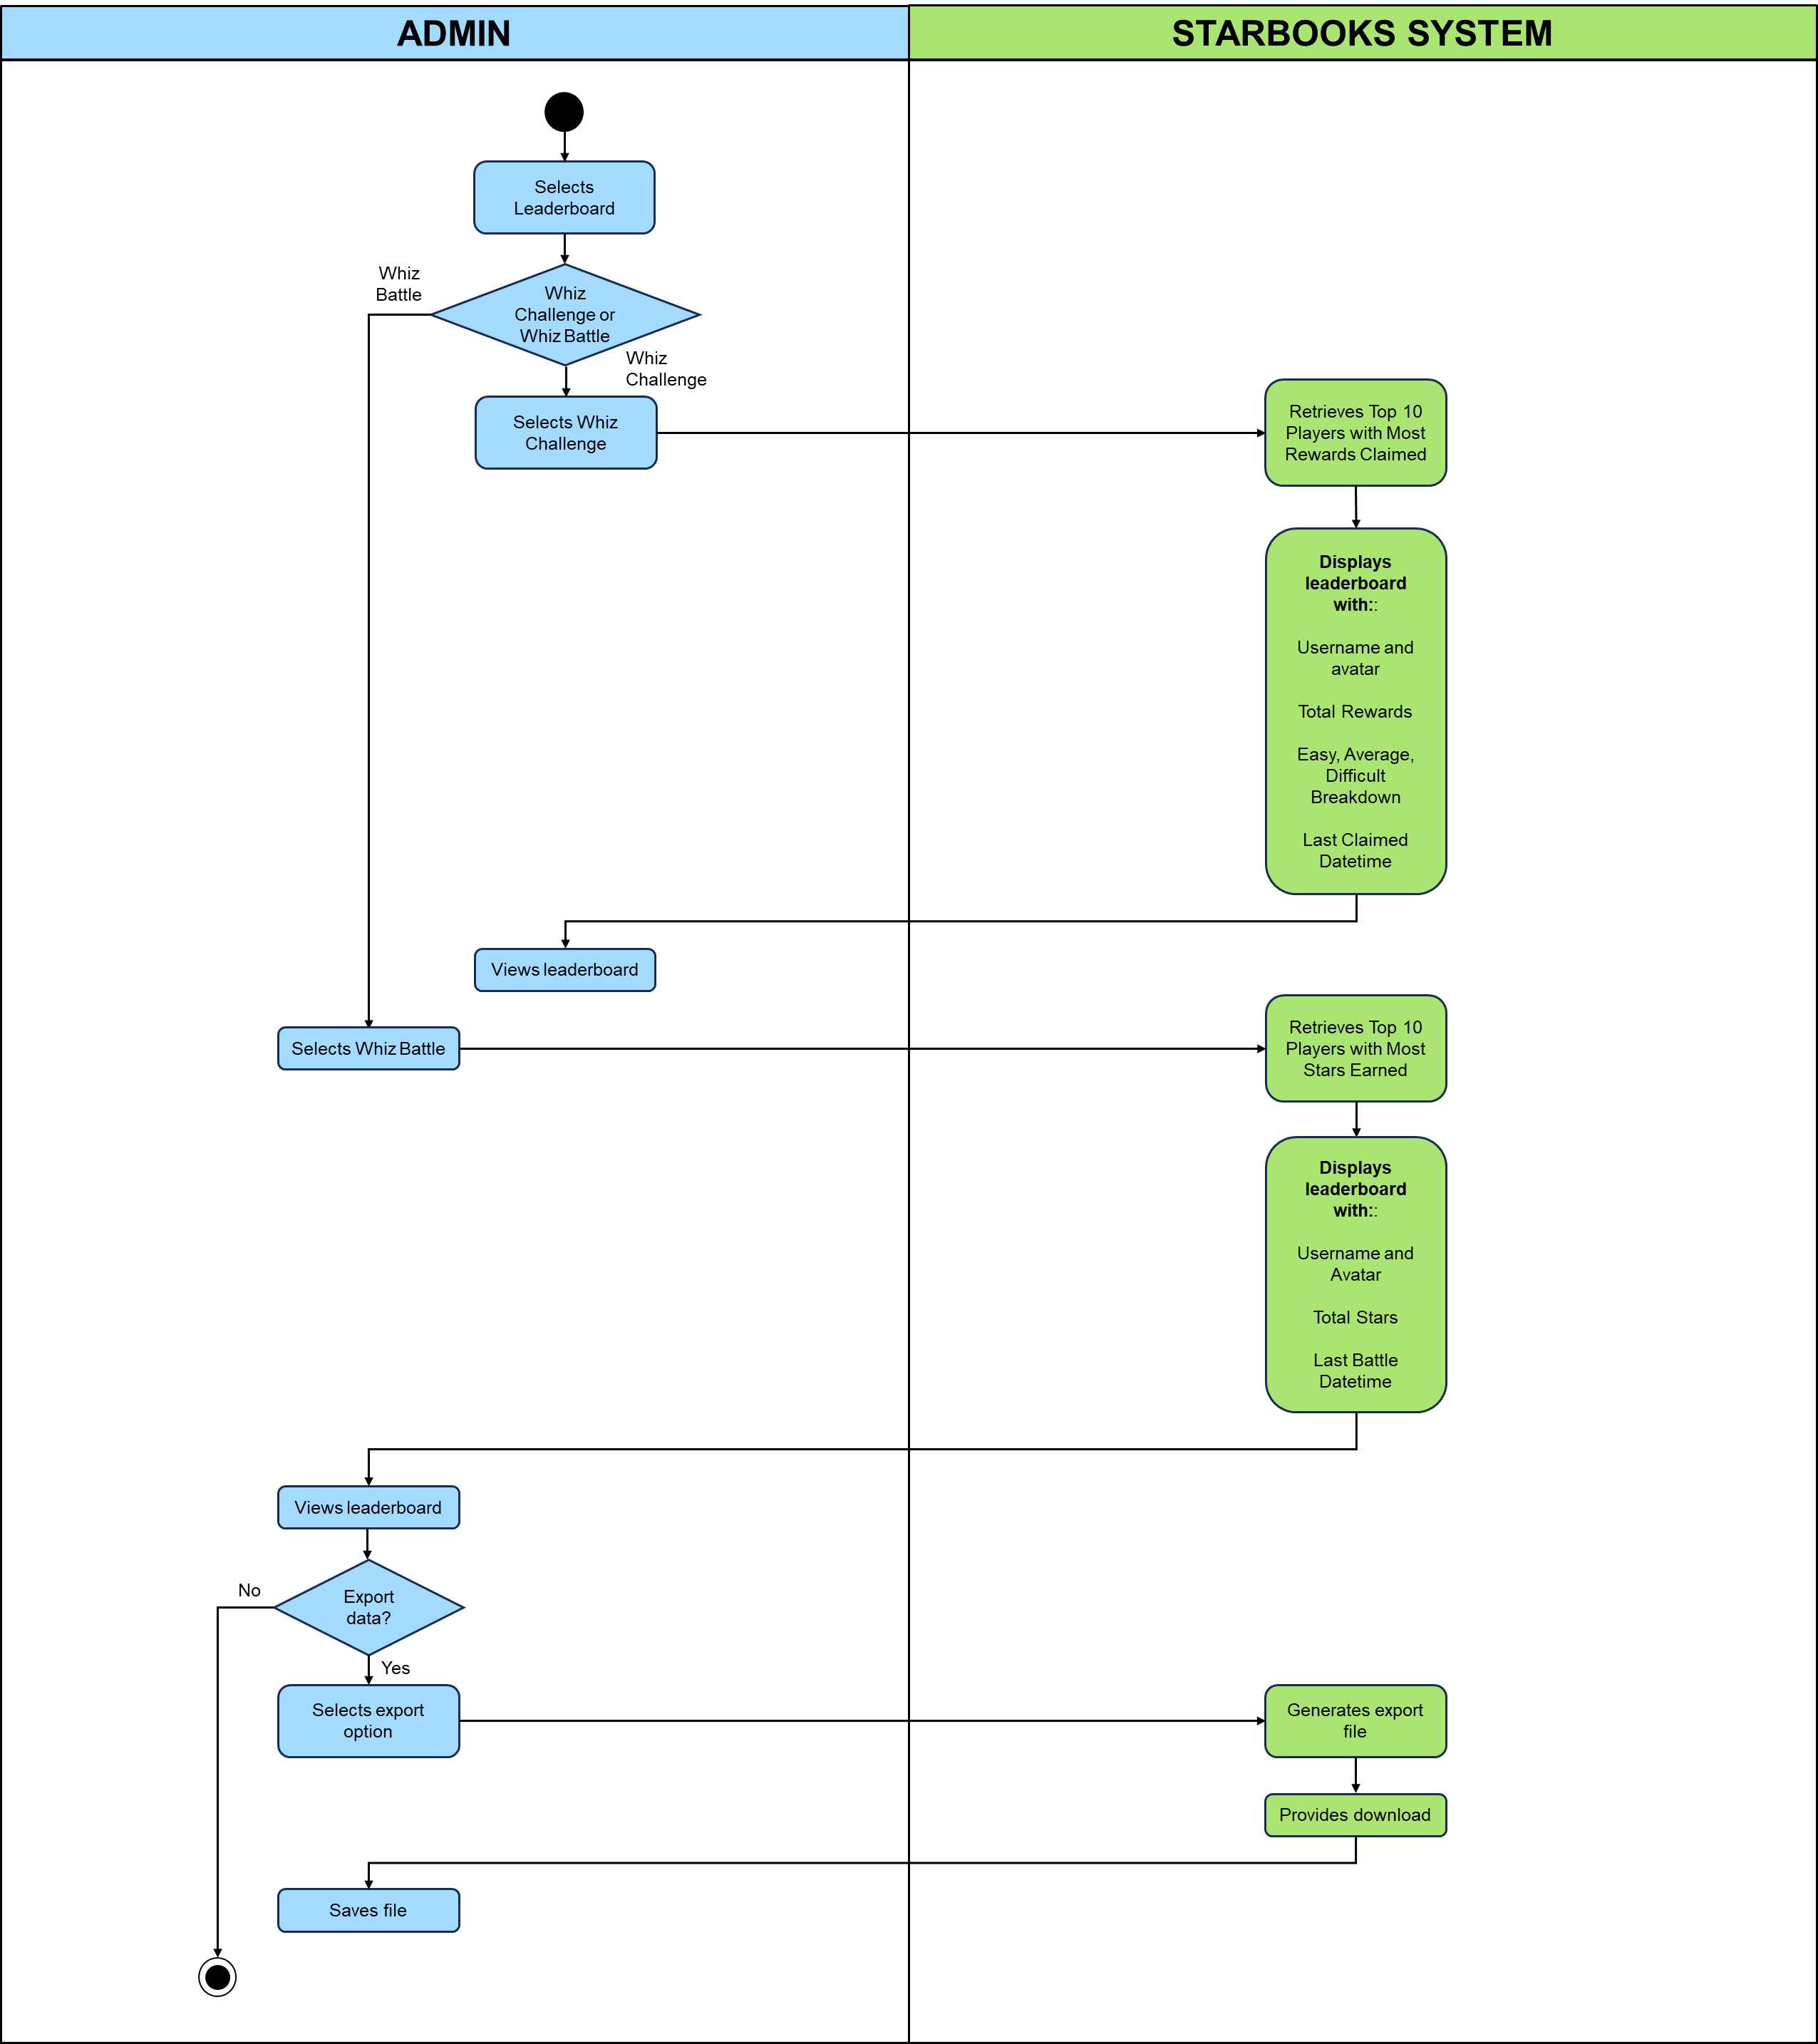 ADMIN
STARBOOKS SYSTEM
Selects
Leaderboard
Whiz
Battle
Whiz
Challenge or
Whiz Battle
Whiz
Challenge
Selects Whiz
Challenge
Retrieves Top 10
Players with Most
Rewards Claimed
Displays
leaderboard
with::
Username and
avatar
Total Rewards
Easy, Average,
Difficult
Breakdown
Last Claimed
Datetime
Views leaderboard
Selects Whiz Battle
Retrieves Top 10
Players with Most
Stars Earned
Displays
leaderboard
with::
Username and
Avatar
Total Stars
Last Battle
Datetime
Views leaderboard
Export
data?
No
Yes
Selects export
option
Generates export
file
Provides download
Saves file